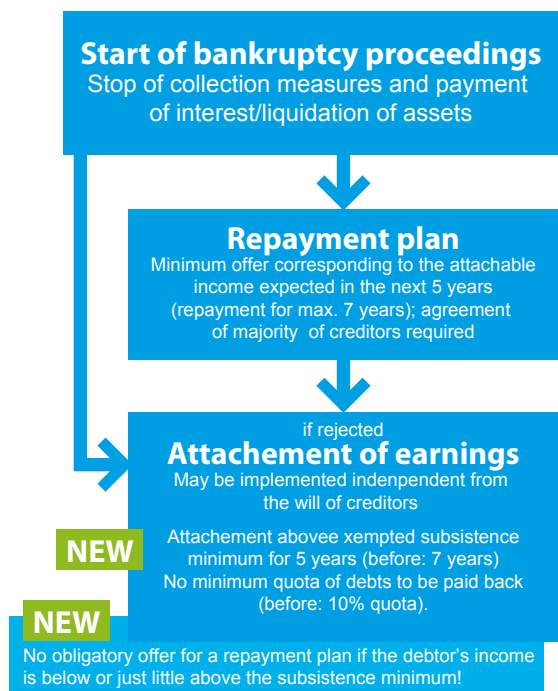 Start of bankruptcy proceedings
Stop of collection measures and payment
of interest/liquidation of assets
Repayment plan
Minimum offer corresponding to the attachable
income expected in the next 5 years
(repayment for max. 7 years); agreement
of majority of creditors required
if rejected
Attachement of earnings
May be implemented indenpendent from
the will of creditors
NEW
Attachement abovee xempted subsistence
minimum for 5 years (before: 7 years)
No minimum quota of debts to be paid back
(before: 10% quota).
NEW
No obligatory offer for a repayment plan if the debtor's income
is below or just little above the subsistence minimum!